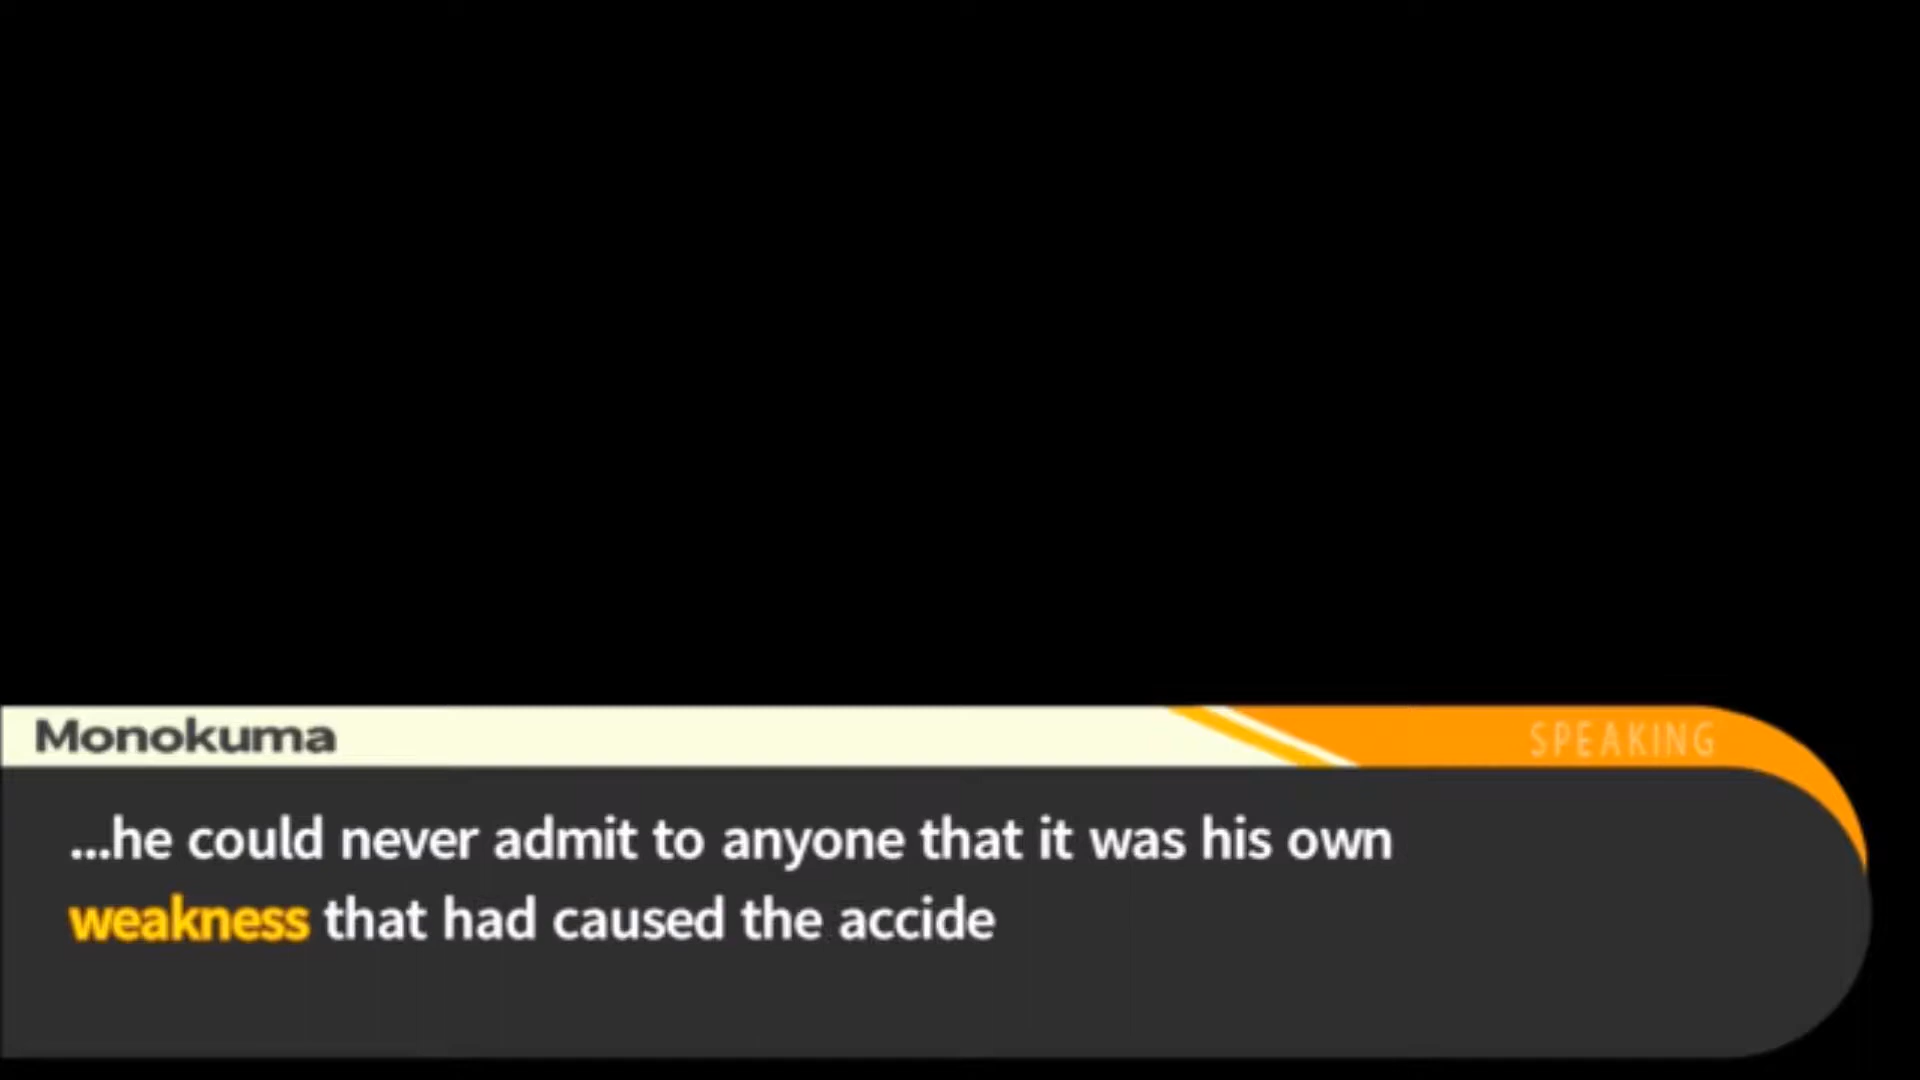 Monokuma
SPEAKING
...he could never admit to anyone that it was his own
weakness that had caused the accide